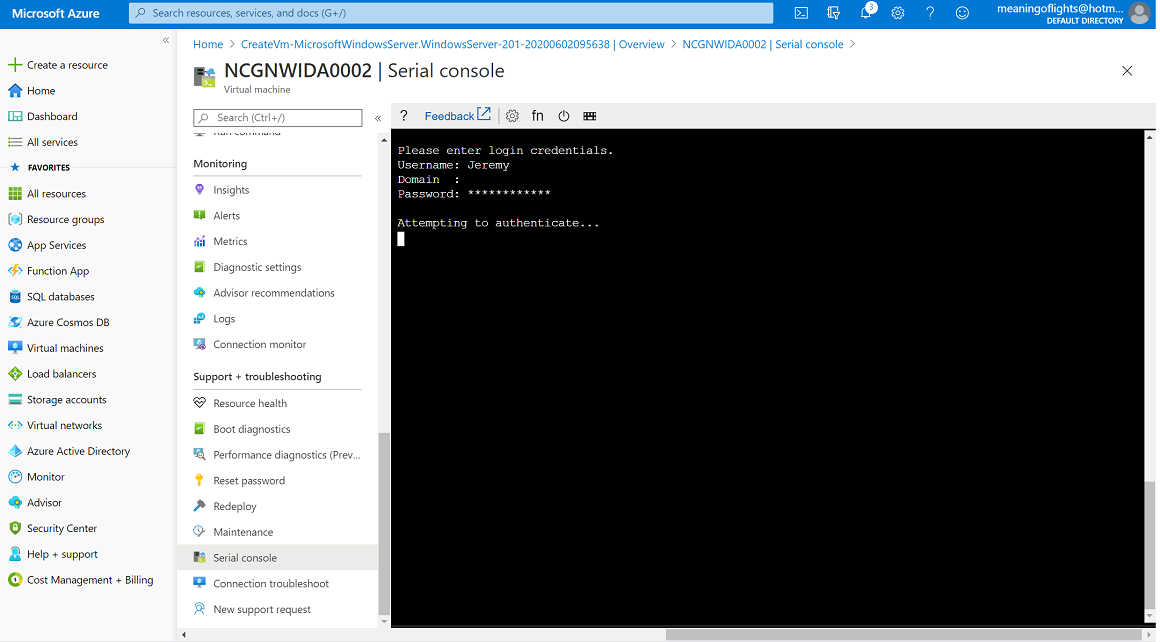 Microsoft Azure
Search resources, services, and docs (G+/)
3
meaningoflights@hotm...
DEFAULT DIRECTORY
«
Create a resource
Home
Dashboard
All services
FAVORITES
All resources
Resource groups
App Services
Function App
SQL databases
Azure Cosmos DB
Virtual machines
Load balancers
Storage accounts
Virtual networks
Azure Active Directory
Monitor
Advisor
Security Center
Help + support
Cost Management + Billing
Home > CreateVm-MicrosoftWindowsServer.WindowsServer-201-20200602095638 | Overview > NCGNWIDA0002 | Serial console >
NCGNWIDA0002 | Serial console
Virtual machine
Search (Ctrl+/)
«
Run command
Monitoring
Insights
Alerts
Metrics
Diagnostic settings
Advisor recommendations
Logs
Connection monitor
Support + troubleshooting
Resource health
Boot diagnostics
Performance diagnostics (Prev...
Reset password
Redeploy
Maintenance
Serial console
Connection troubleshoot
New support request
? Feedback fn
Please enter login credentials.
Username: Jeremy
Domain  :
Password: ************
Attempting to authenticate...